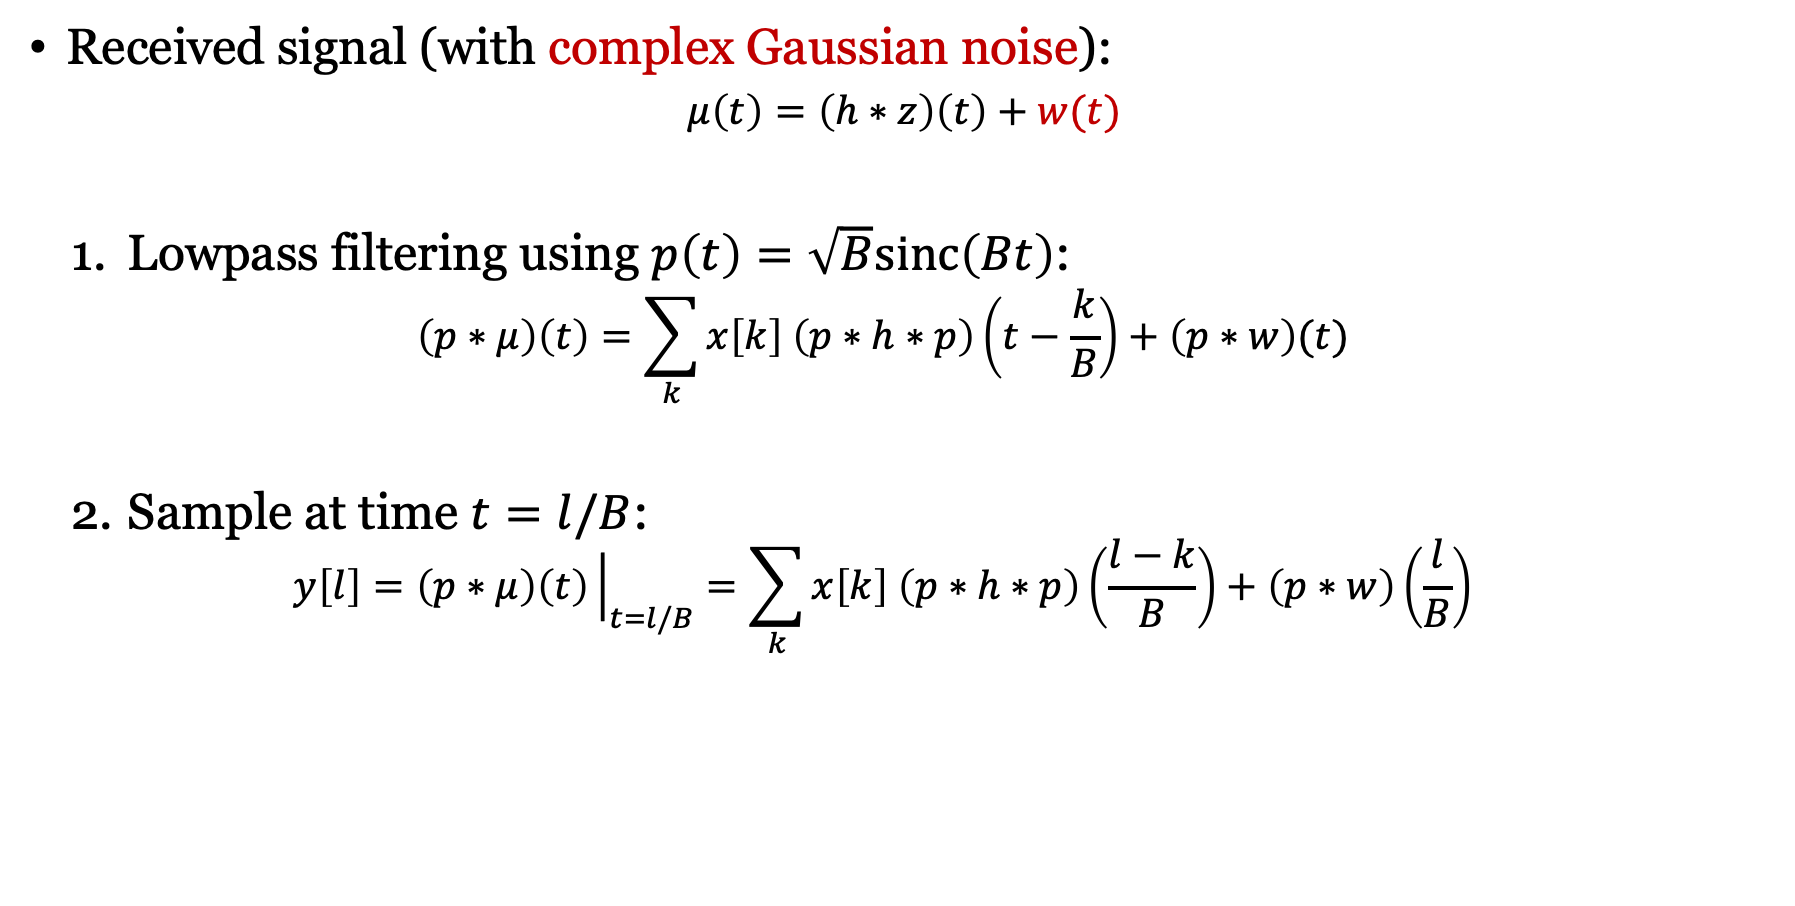 • Received signal (with complex Gaussian noise):
μ(t) = (h ∗ z)(t) + w(t)
1. Lowpass filtering using p(t) = √B sinc(Bt):
(p ∗ μ)(t) = ∑_k x[k] (p ∗ h ∗ p) (t − k/B) + (p ∗ w)(t)
2. Sample at time t = l/B:
y[l] = (p ∗ μ)(t) |_{t=l/B} = ∑_k x[k] (p ∗ h ∗ p) ((l − k)/B) + (p ∗ w) (l/B)